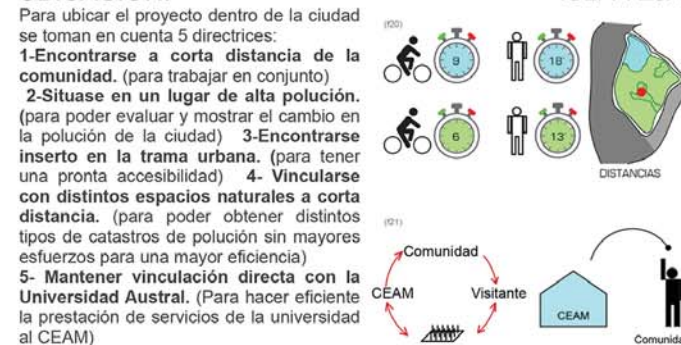 Para ubicar el proyecto dentro de la ciudad
se toman en cuenta 5 directrices:
1-Encontrarse a corta distancia de la
comunidad. (para trabajar en conjunto)
2-Situase en un lugar de alta polución.
(para poder evaluar y mostrar el cambio en
la polución de la ciudad) 3-Encontrarse
inserto en la trama urbana. (para tener
una pronta accesibilidad) 4- Vincularse
con distintos espacios naturales a corta
distancia. (para poder obtener distintos
tipos de catastros de polución sin mayores
esfuerzos para una mayor eficiencia)
5- Mantener vinculación directa con la
Universidad Austral. (Para hacer eficiente
la prestación de servicios de la universidad
al CEAM)
(f20)
9
18'
6
13'
DISTANCIAS
(f21)
Comunidad
CEAM
Visitante
CEAM
Comunida